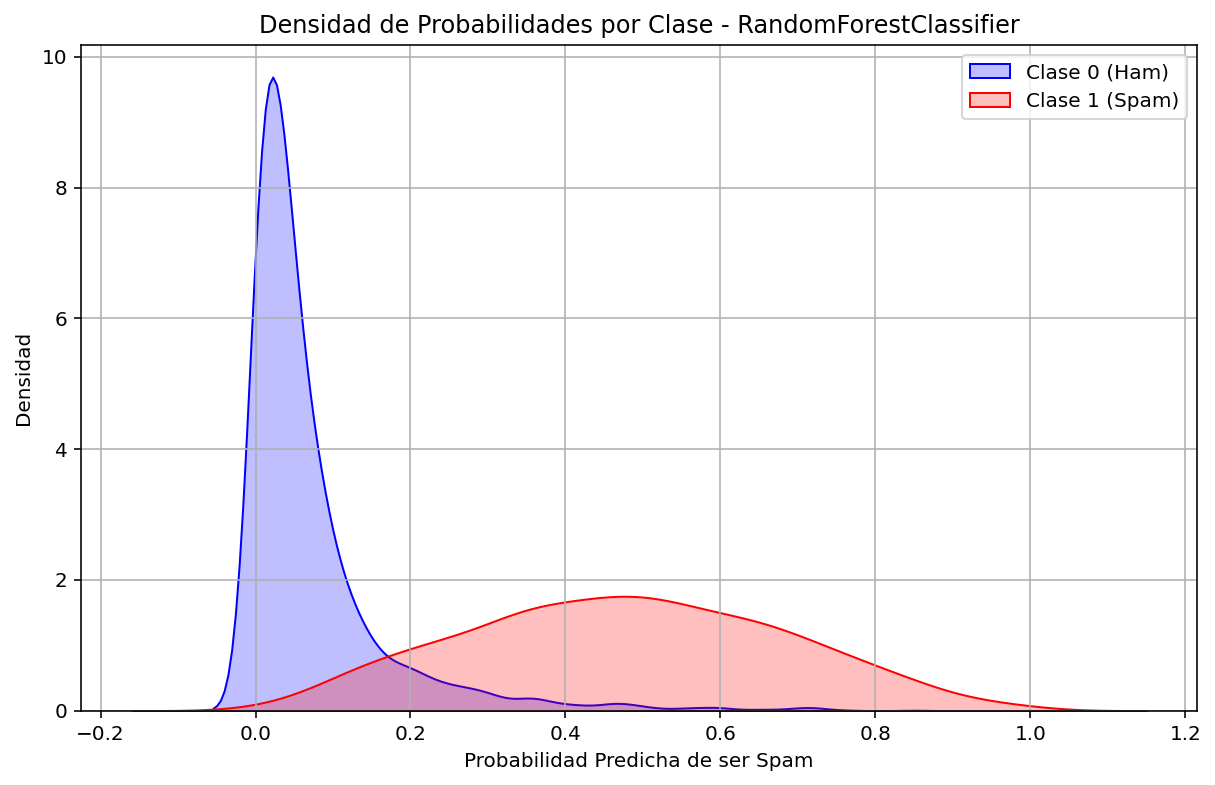 Densidad de Probabilidades por Clase - RandomForestClassifier
Clase 0 (Ham)
Clase 1 (Spam)
Densidad
10
8
6
4
2
0
−0.2 0.0 0.2 0.4 0.6 0.8 1.0 1.2
Probabilidad Predicha de ser Spam